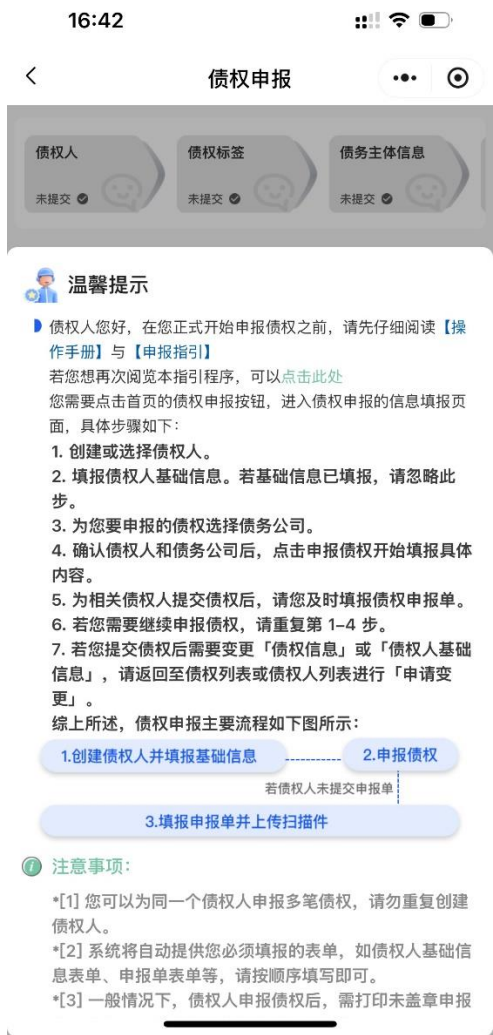 16:42
债权申报
债权人
债权标签
债务主体信息
未提交
未提交
未提交
温馨提示
债权人您好，在您正式开始申报债权之前，请先仔细阅读【操
作手册】与【申报指引】
若您想再次阅览本指引程序，可以点击此处
您需要点击首页的债权申报按钮，进入债权申报的信息填报页
面，具体步骤如下：
1. 创建或选择债权人。
2. 填报债权人基础信息。若基础信息已填报，请忽略此
步。
3. 为您要申报的债权选择债务公司。
4. 确认债权人和债务公司后，点击申报债权开始填报具体
内容。
5. 为相关债权人提交债权后，请您及时填报债权申报单。
6. 若您需要继续申报债权，请重复第 1–4 步。
7. 若您提交债权后需要变更「债权信息」或「债权人基础
信息」，请返回至债权列表或债权人列表进行「申请变
更」。
综上所述，债权申报主要流程如下图所示：
1.创建债权人并填报基础信息
2.申报债权
若债权人未提交申报单
3.填报申报单并上传扫描件
注意事项：
*[1] 您可以为同一个债权人申报多笔债权，请勿重复创建
债权人。
*[2] 系统将自动提供您必须填报的表单，如债权人基础信
息表单、申报单表单等，请按顺序填写即可。
*[3] 一般情况下，债权人申报债权后，需打印未盖章申报